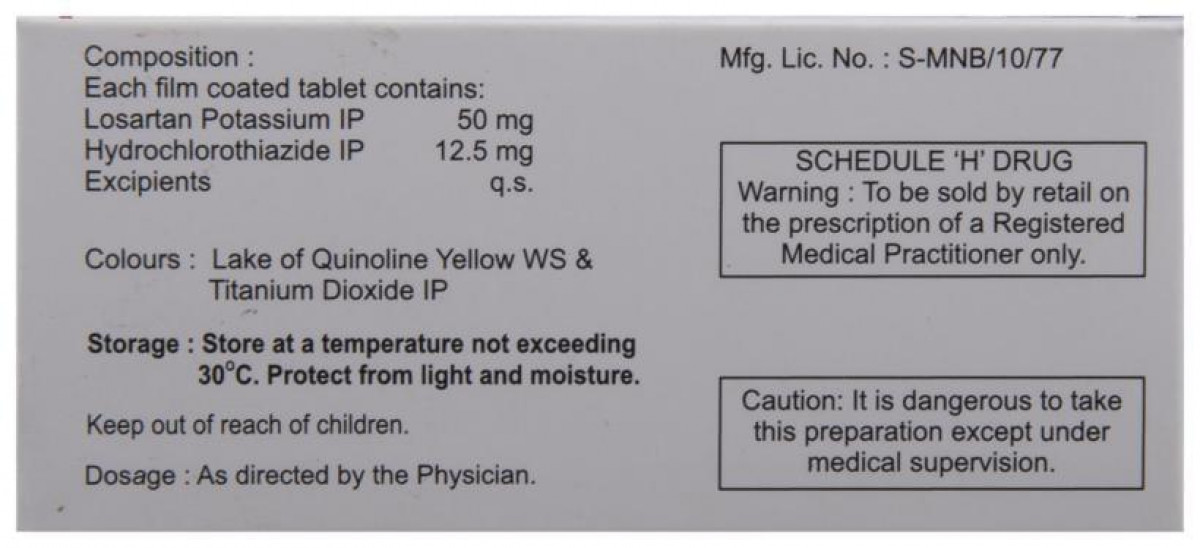 Composition :
Each film coated tablet contains:
Losartan Potassium IP 50 mg
Hydrochlorothiazide IP 12.5 mg
Excipients q.s.
Colours : Lake of Quinoline Yellow WS &
Titanium Dioxide IP
Storage : Store at a temperature not exceeding
30°C. Protect from light and moisture.
Keep out of reach of children.
Dosage : As directed by the Physician.
Mfg. Lic. No. : S-MNB/10/77
SCHEDULE ‘H’ DRUG
Warning : To be sold by retail on
the prescription of a Registered
Medical Practitioner only.
Caution: It is dangerous to take
this preparation except under
medical supervision.